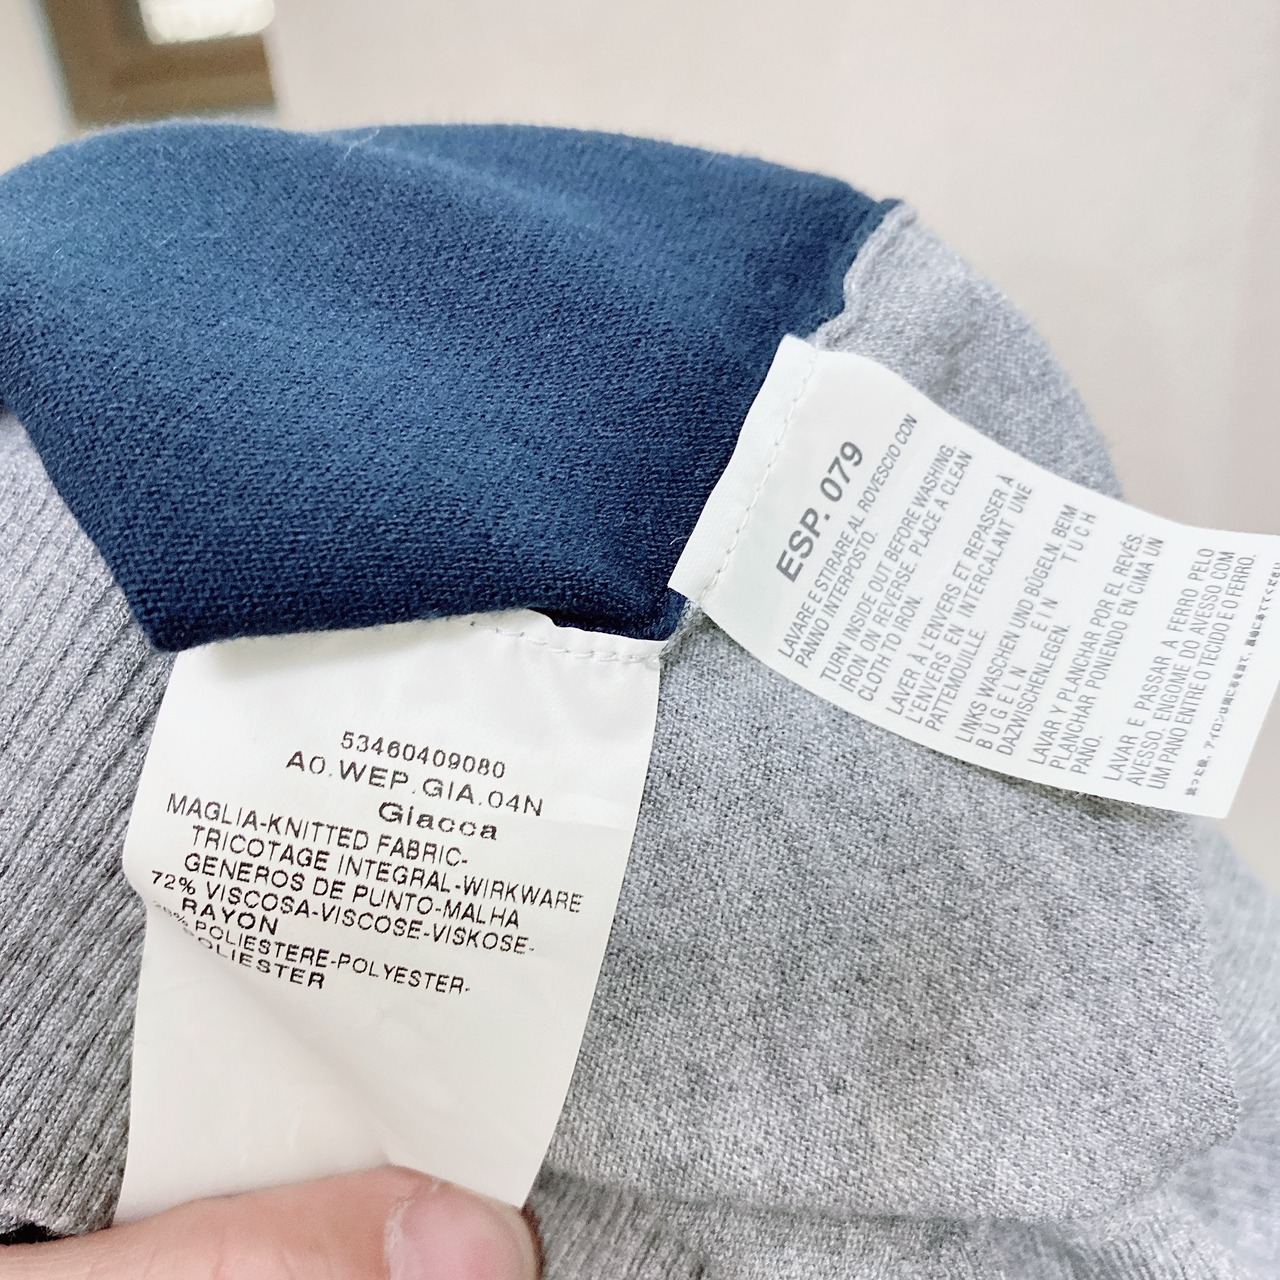 53460409080
A0.WEP.GIA.04N
Giacca
MAGLIA-KNITTED FABRIC-
TRICOTAGE INTEGRAL-WIRKWARE
GENEROS DE PUNTO-MALHA
72% VISCOSA-VISCOSE-VISKOSE-
RAYON
POLIESTERE-POLYESTER-
POLIESTER
ESP. 079
LAVARE E STIRARE AL ROVESCIO CON
PANNO INTERPOSTO.
TURN INSIDE OUT BEFORE WASHING.
IRON ON REVERSE. PLACE A CLEAN
CLOTH TO IRON.
LAVER À L'ENVERS ET REPASSER À
L'ENVERS EN INTERCALANT UNE
PATTEMOUILLE.
LINKS WASCHEN UND BÜGELN. BEIM
BÜGELN EIN TUCH
DAZWISCHENLEGEN.
LAVAR Y PLANCHAR POR EL REVÉS.
PLANCHAR PONIENDO EN CIMA UN
PANO.
LAVAR E PASSAR A FERRO PELO
AVESSO. ENGOME DO AVESSO COM
UM PANO ENTRE O TECIDO E O FERRO.